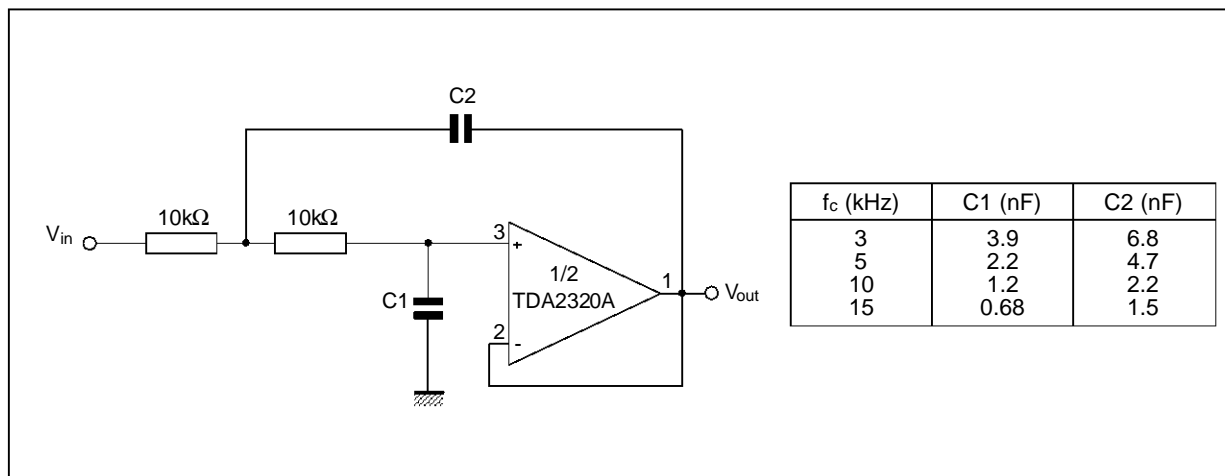 C2
10kΩ 10kΩ
Vin
3
+
1/2
TDA2320A
1
Vout
C1
2
-
fc (kHz) C1 (nF) C2 (nF)
3 3.9 6.8
5 2.2 4.7
10 1.2 2.2
15 0.68 1.5